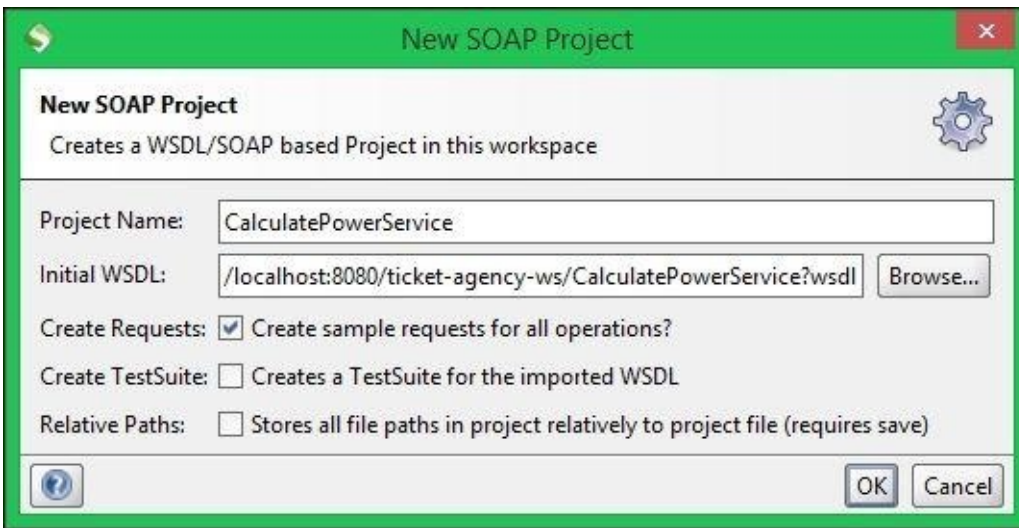 New SOAP Project
New SOAP Project
Creates a WSDL/SOAP based Project in this workspace
Project Name: CalculatePowerService
Initial WSDL: /localhost:8080/ticket-agency-ws/CalculatePowerService?wsdl Browse...
Create Requests: Create sample requests for all operations?
Create TestSuite: Creates a TestSuite for the imported WSDL
Relative Paths: Stores all file paths in project relatively to project file (requires save)
? OK Cancel